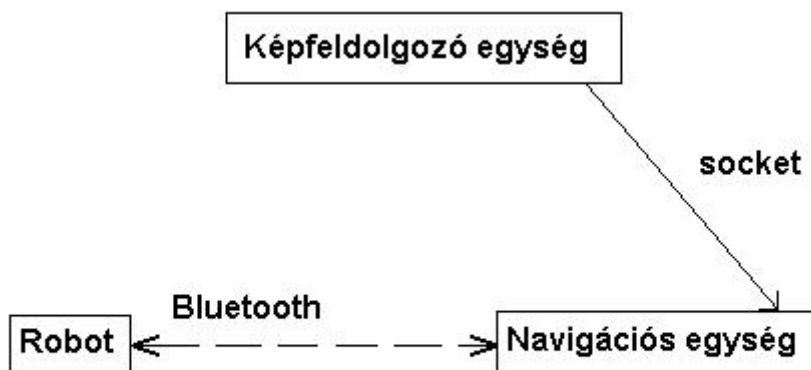 Képfeldolgozó egység
socket
Bluetooth
Robot
Navigációs egység